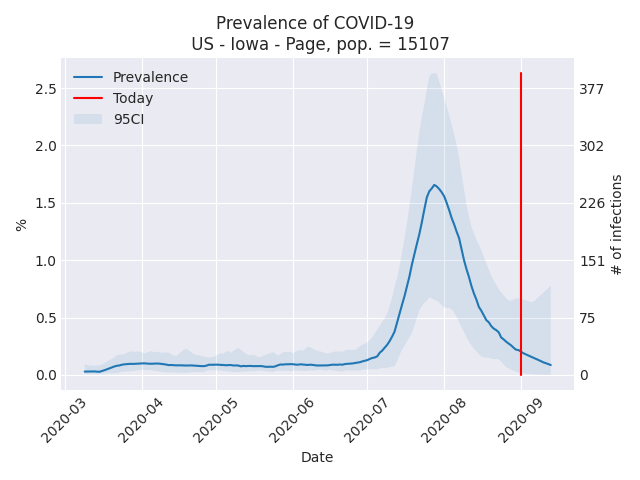 Prevalence of COVID-19
US - Iowa - Page, pop. = 15107
Prevalence
Today
95CI
2.5
2.0
1.5
1.0
0.5
0.0
%
377
302
226
151
75
0
# of infections
2020-03
2020-04
2020-05
2020-06
2020-07
2020-08
2020-09
Date